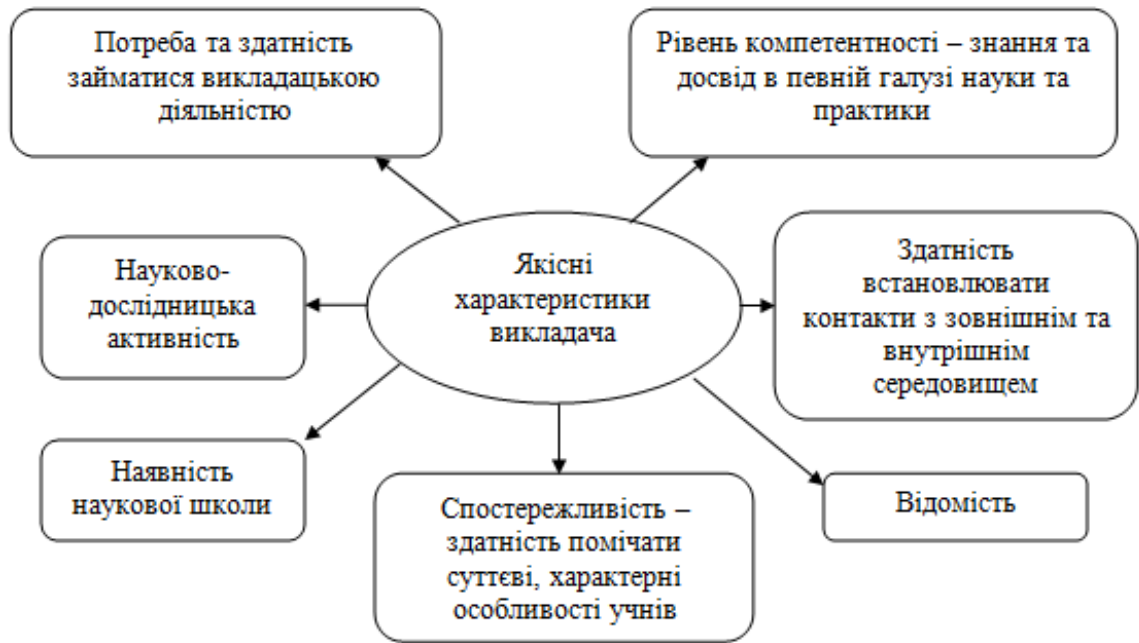 Потреба та здатність
займатися викладацькою
діяльністю
Рівень компетентності – знання та
досвід в певній галузі науки та
практики
Науково-
дослідницька
активність
Якісні
характеристики
викладача
Здатність
встановлювати
контакти з зовнішнім та
внутрішнім
середовищем
Наявність
наукової школи
Спостережливість –
здатність помічати
суттєві, характерні
особливості учнів
Відомість